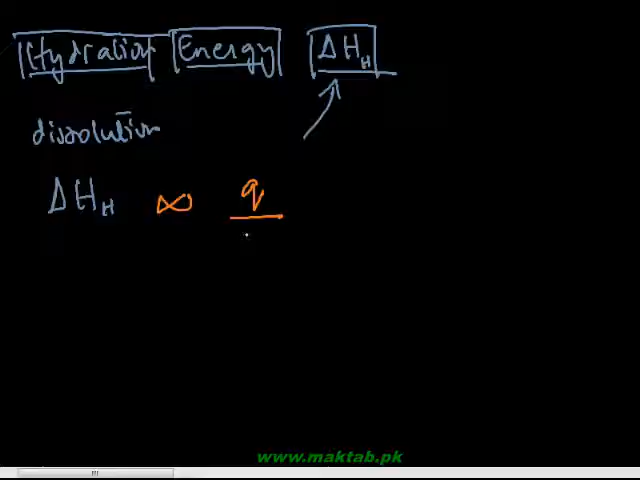 Hydration Energy ΔH_H
dissolution
ΔH_H ∝ q
www.maktab.pk